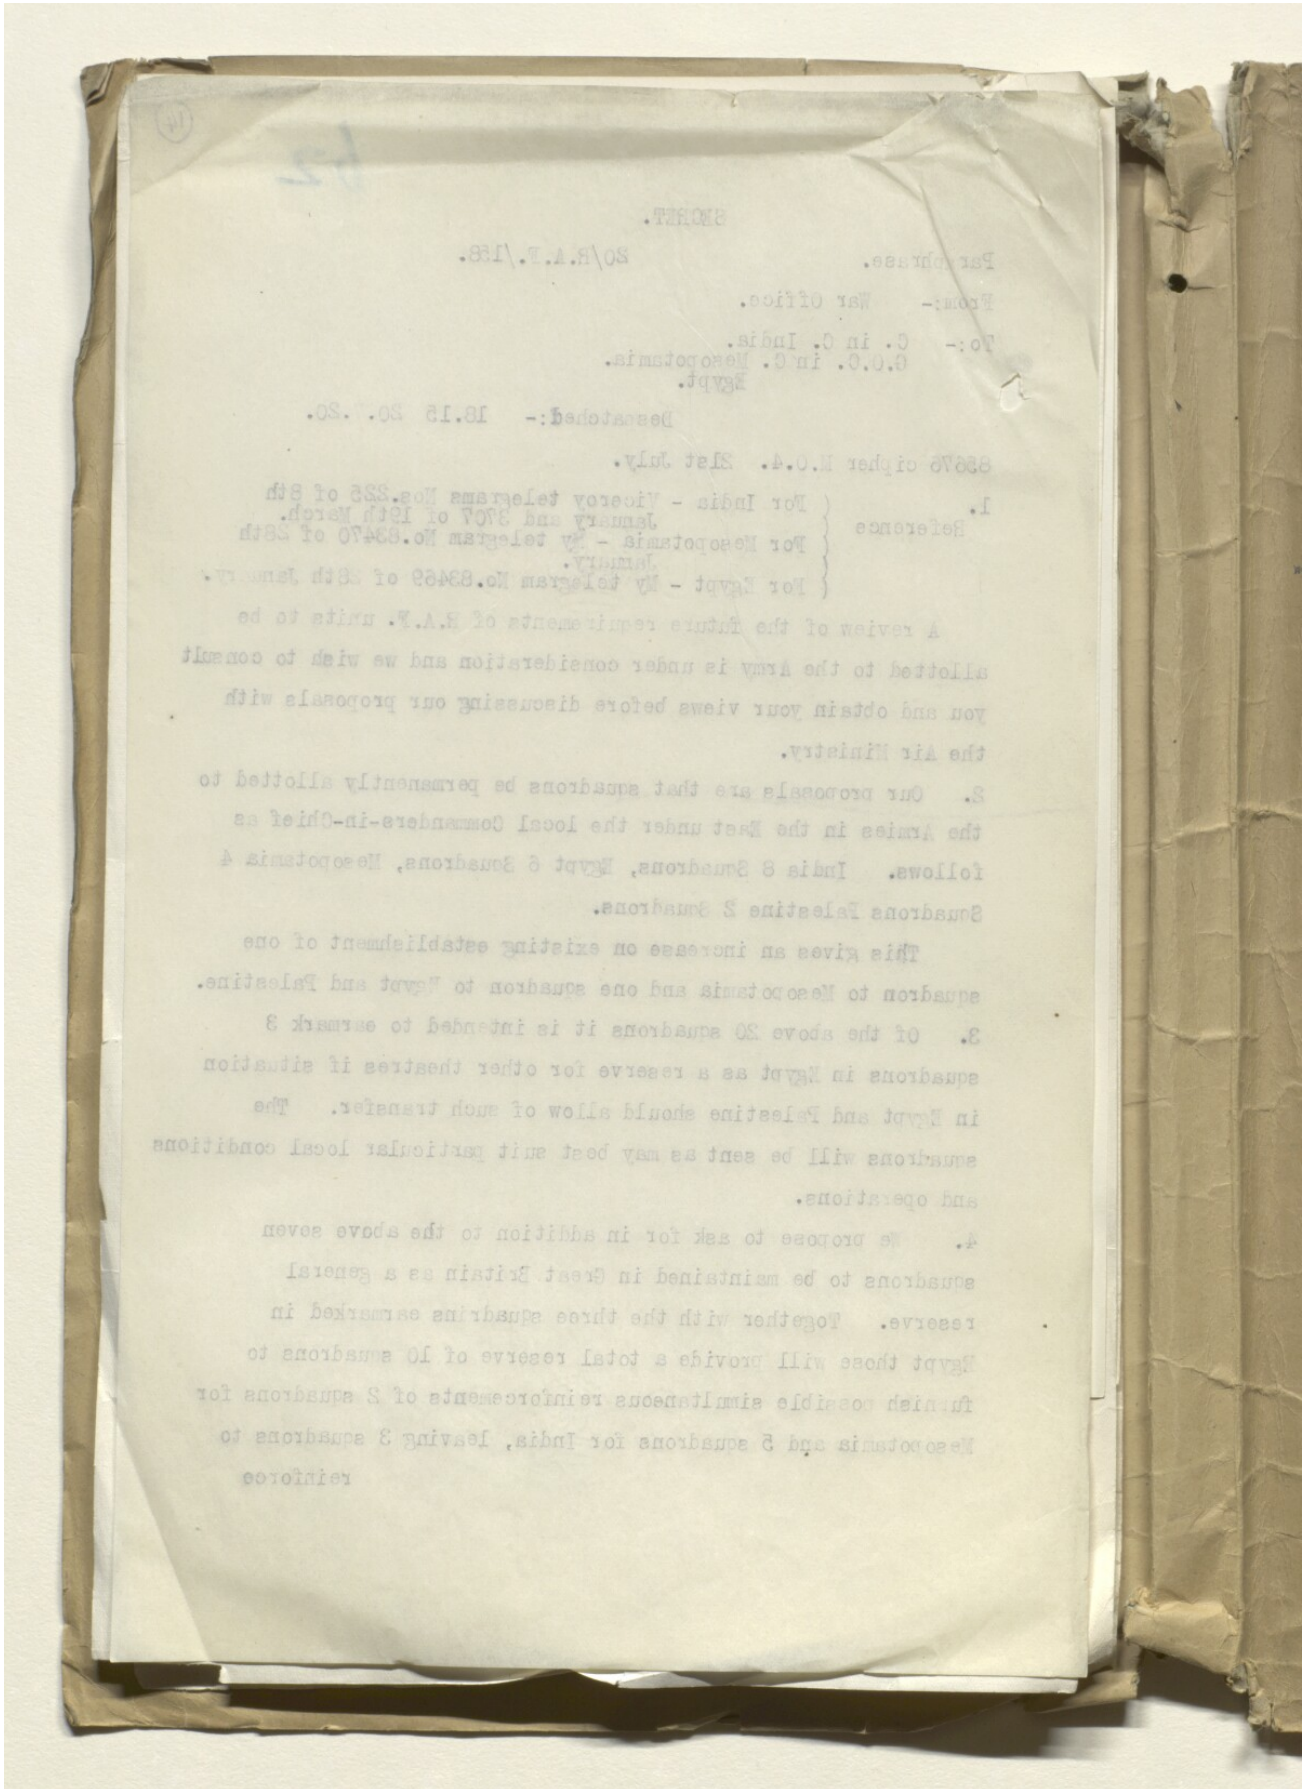 14
SECRET.
Paraphrase. 20/R.A.F./158.
From:- War Office.
To:- C. in C. India.
G.O.C. in C. Mesopotamia.
Egypt.
Despatched:- 18.15 20. 7. 20.
85676 cipher M.O.4. 21st July.
1. ( For India - Viceroy telegrams Nos.225 of 8th
Reference ( January and 3707 of 19th March.
( For Mesopotamia - My telegram No.83470 of 28th
( January.
( For Egypt - My telegram No.83469 of 28th January.
A review of the future requirements of R.A.F. units to be
allotted to the Army is under consideration and we wish to consult
you and obtain your views before discussing our proposals with
the Air Ministry.
2. Our proposals are that squadrons be permanently allotted to
the Armies in the East under the local Commanders-in-Chief as
follows. India 8 Squadrons, Egypt 6 Squadrons, Mesopotamia 4
Squadrons Palestine 2 Squadrons.
This gives an increase on existing establishment of one
squadron to Mesopotamia and one squadron to Egypt and Palestine.
3. Of the above 20 squadrons it is intended to earmark 3
squadrons in Egypt as a reserve for other theatres if situation
in Egypt and Palestine should allow of such transfer. The
squadrons will be sent as may best suit particular local conditions
and operations.
4. We propose to ask for in addition to the above seven
squadrons to be maintained in Great Britain as a general
reserve. Together with the three squadrins earmarked in
Egypt those will provide a total reserve of 10 squadrons to
furnish possible simultaneous reinforcements of 2 squadrons for
Mesopotamia and 5 squadrons for India, leaving 3 squadrons to
reinforce